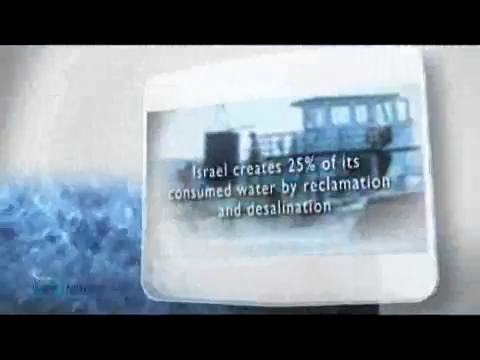 Israel creates 25% of its
consumed water by reclamation
and desalination